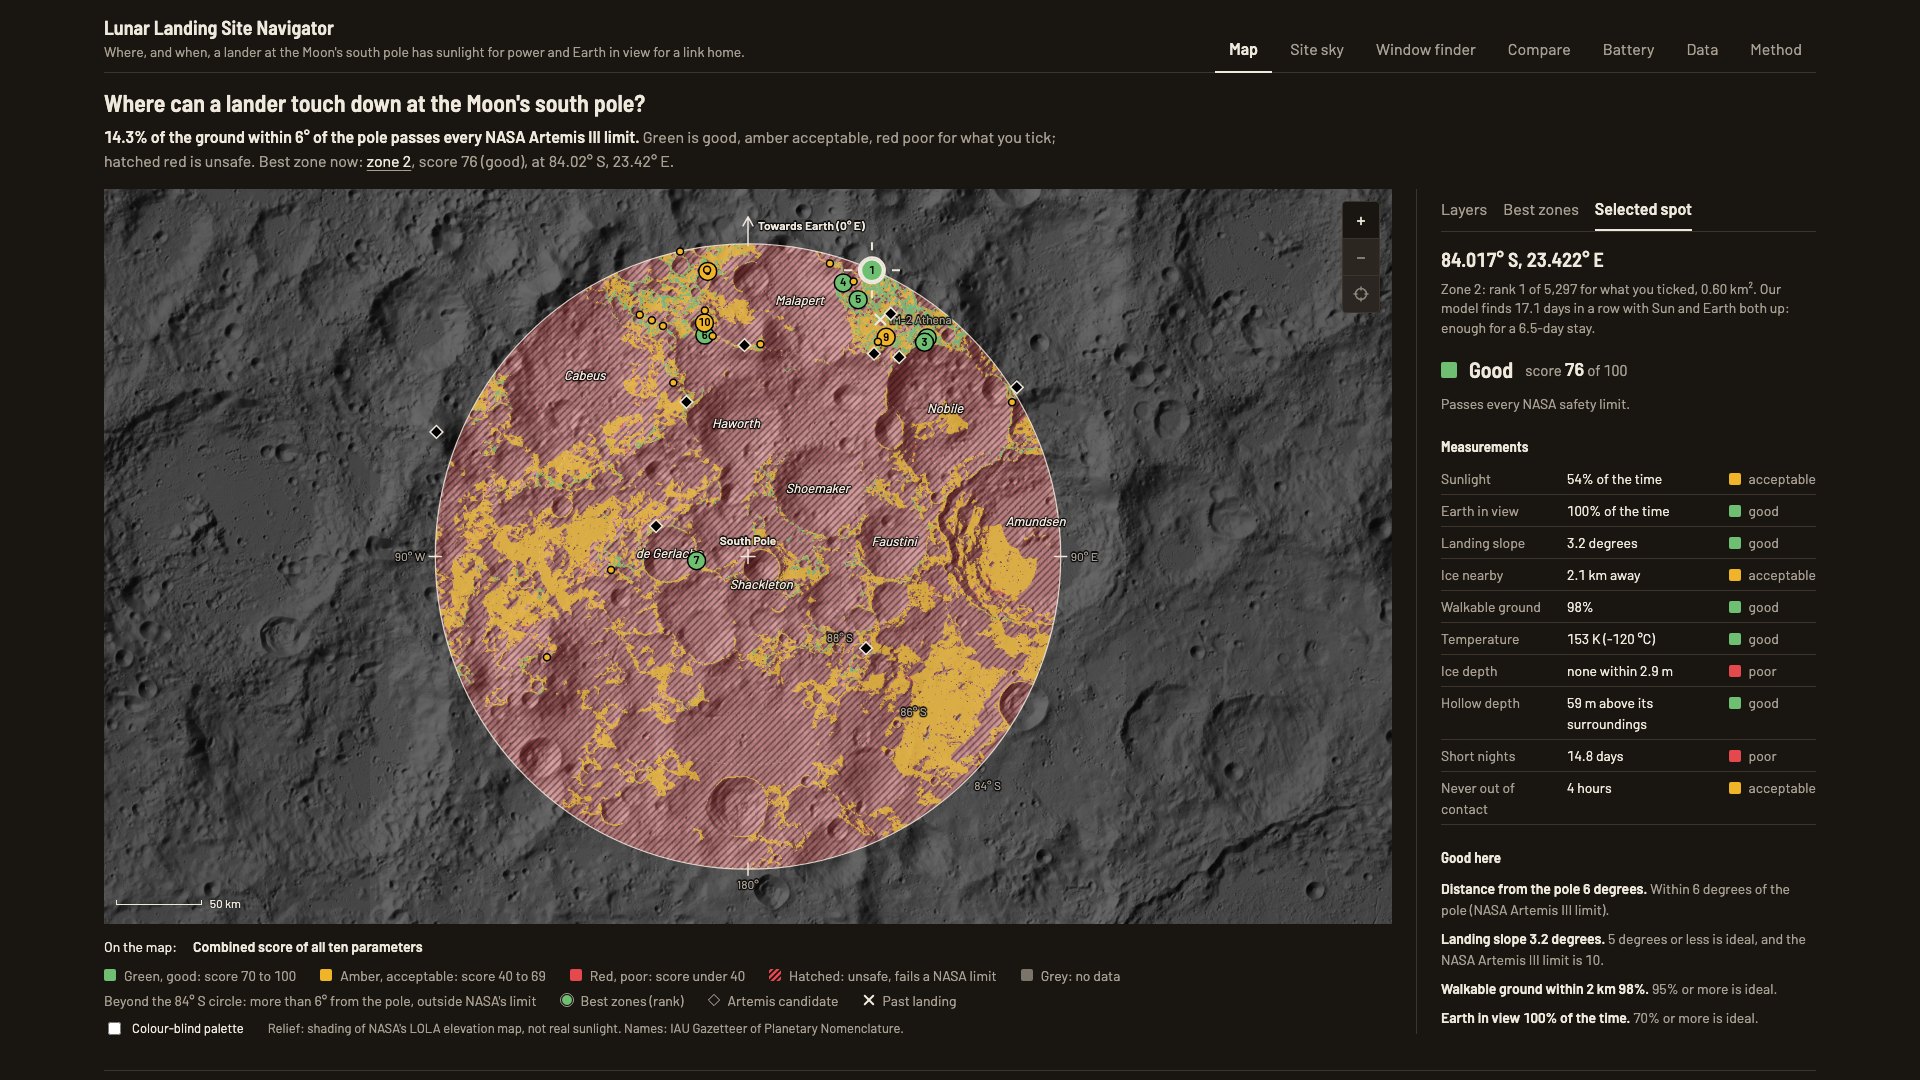 Lunar Landing Site Navigator
Where, and when, a lander at the Moon's south pole has sunlight for power and Earth in view for a link home.
Map
Site sky
Window finder
Compare
Battery
Data
Method
Where can a lander touch down at the Moon's south pole?
14.3% of the ground within 6° of the pole passes every NASA Artemis III limit. Green is good, amber acceptable, red poor for what you tick;
hatched red is unsafe. Best zone now: zone 2, score 76 (good), at 84.02° S, 23.42° E.
Towards Earth (0° E)
+
−
1
4
5
Malapert
IM-2 Athena
10
9
3
Cabeus
Nobile
Haworth
Shoemaker
Amundsen
South Pole
Faustini
90° W
de Gerlache
7
90° E
Shackleton
88° S
86° S
84° S
180°
50 km
On the map: Combined score of all ten parameters
Green, good: score 70 to 100
Amber, acceptable: score 40 to 69
Red, poor: score under 40
Hatched: unsafe, fails a NASA limit
Grey: no data
Beyond the 84° S circle: more than 6° from the pole, outside NASA's limit
Best zones (rank)
Artemis candidate
Past landing
Colour-blind palette
Relief: shading of NASA's LOLA elevation map, not real sunlight. Names: IAU Gazetteer of Planetary Nomenclature.
Layers
Best zones
Selected spot
84.017° S, 23.422° E
Zone 2: rank 1 of 5,297 for what you ticked, 0.60 km². Our
model finds 17.1 days in a row with Sun and Earth both up:
enough for a 6.5-day stay.
Good score 76 of 100
Passes every NASA safety limit.
Measurements
Sunlight 54% of the time acceptable
Earth in view 100% of the time good
Landing slope 3.2 degrees good
Ice nearby 2.1 km away acceptable
Walkable ground 98% good
Temperature 153 K (-120 °C) good
Ice depth none within 2.9 m poor
Hollow depth 59 m above its good
surroundings
Short nights 14.8 days poor
Never out of 4 hours acceptable
contact
Good here
Distance from the pole 6 degrees. Within 6 degrees of the
pole (NASA Artemis III limit).
Landing slope 3.2 degrees. 5 degrees or less is ideal, and the
NASA Artemis III limit is 10.
Walkable ground within 2 km 98%. 95% or more is ideal.
Earth in view 100% of the time. 70% or more is ideal.